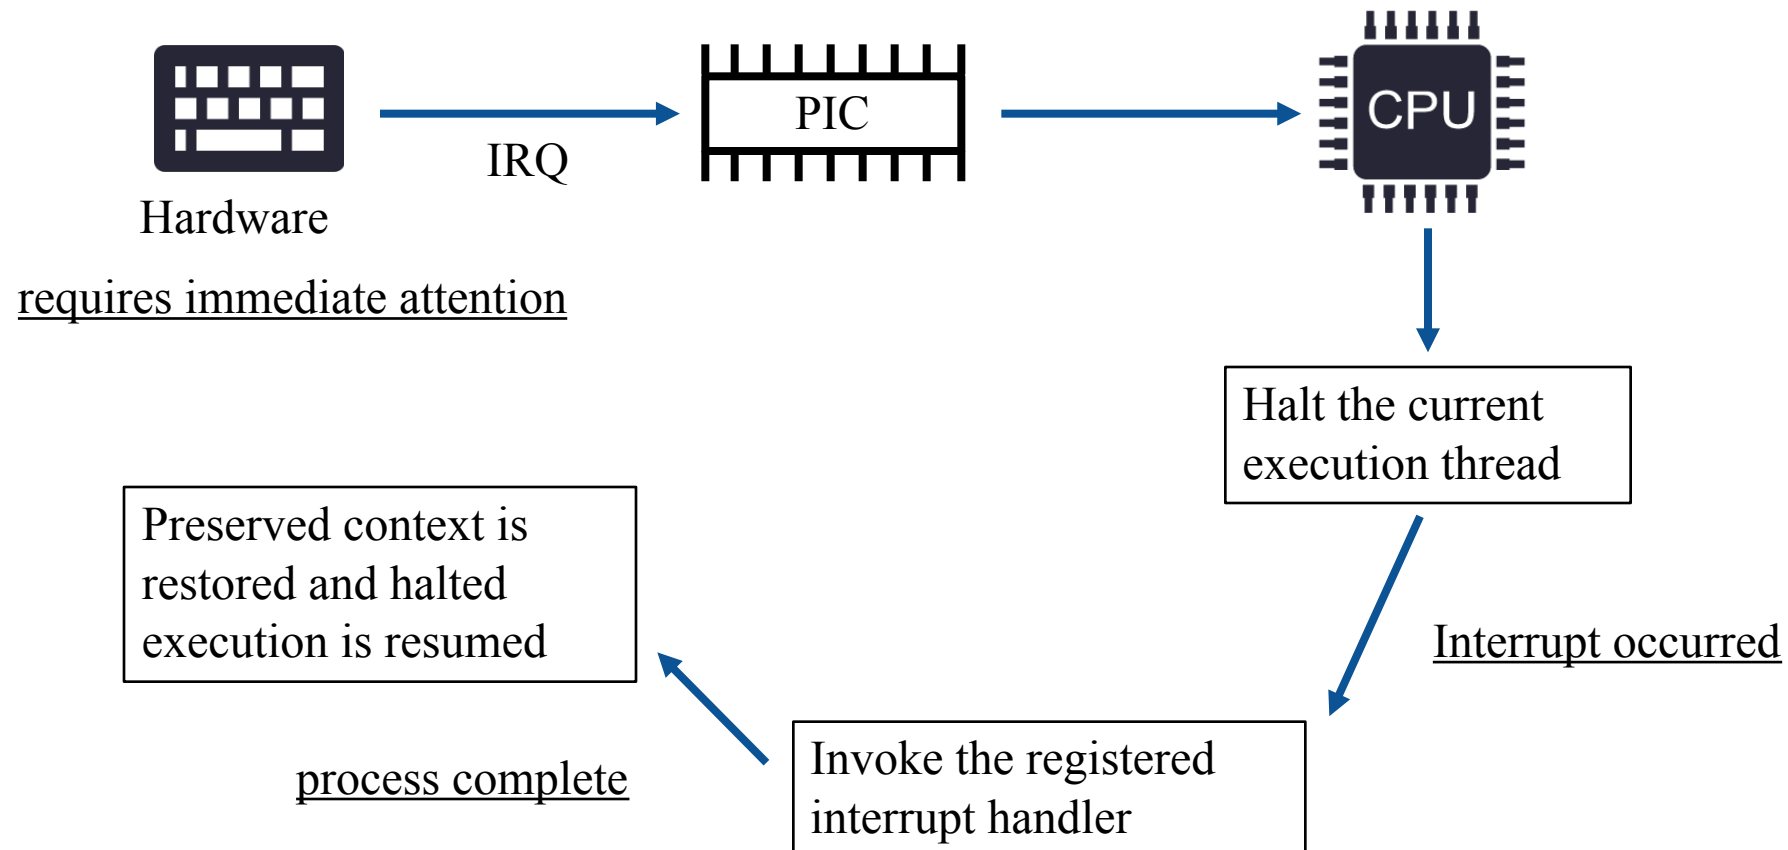 PIC
CPU
IRQ
Hardware
requires immediate attention
Halt the current
execution thread
Interrupt occurred
Invoke the registered
interrupt handler
process complete
Preserved context is
restored and halted
execution is resumed